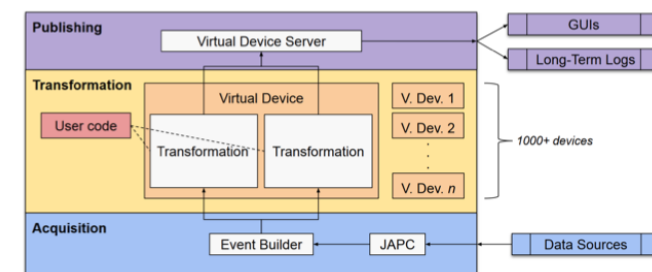 Publishing
Virtual Device Server
GUIs
Long-Term Logs
Transformation
Virtual Device
User code
Transformation
Transformation
V. Dev. 1
V. Dev. 2
.
.
.
V. Dev. n
1000+ devices
Acquisition
Event Builder
JAPC
Data Sources